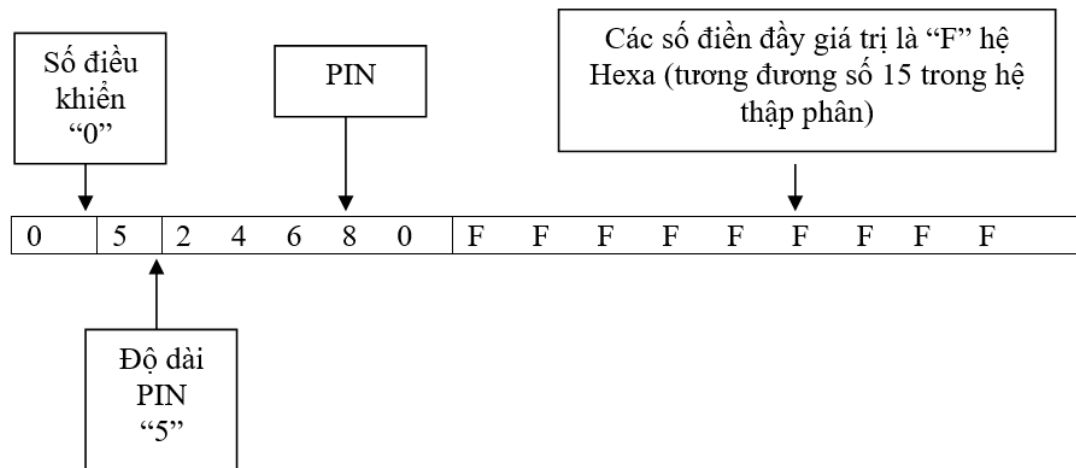 Số điều
khiển
“0”
PIN
Các số điền đầy giá trị là “F” hệ
Hexa (tương đương số 15 trong hệ
thập phân)
0 5 2 4 6 8 0 F F F F F F F F F
Độ dài
PIN
“5”